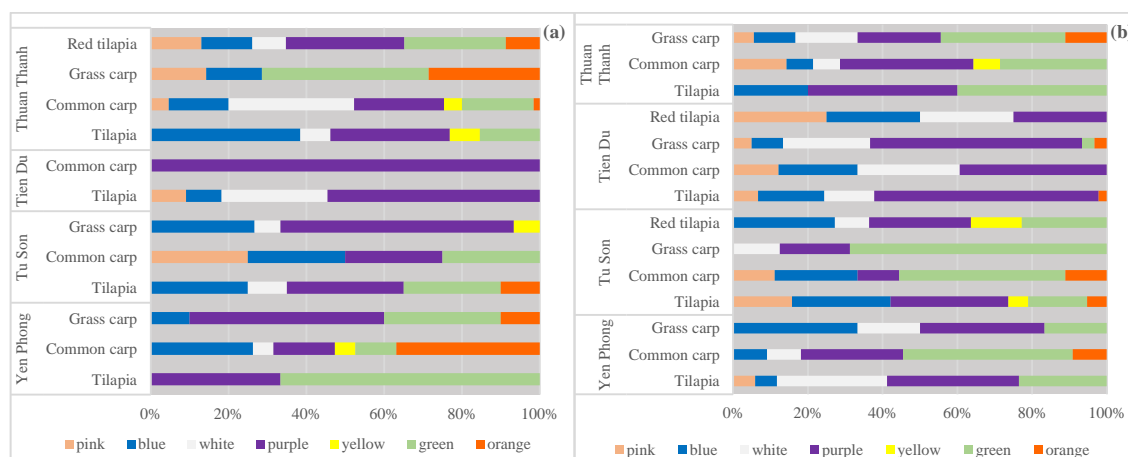 (a)
Thuan Thanh
Red tilapia
Grass carp
Common carp
Tilapia
Tien Du
Common carp
Tilapia
Tu Son
Grass carp
Common carp
Tilapia
Yen Phong
Grass carp
Common carp
Tilapia
0% 20% 40% 60% 80% 100%
pink blue white purple yellow green orange
(b)
Thuan
Thanh
Grass carp
Common carp
Tilapia
Tien Du
Red tilapia
Grass carp
Common carp
Tilapia
Tu Son
Red tilapia
Grass carp
Common carp
Tilapia
Yen Phong
Grass carp
Common carp
Tilapia
0% 20% 40% 60% 80% 100%
pink blue white purple yellow green orange